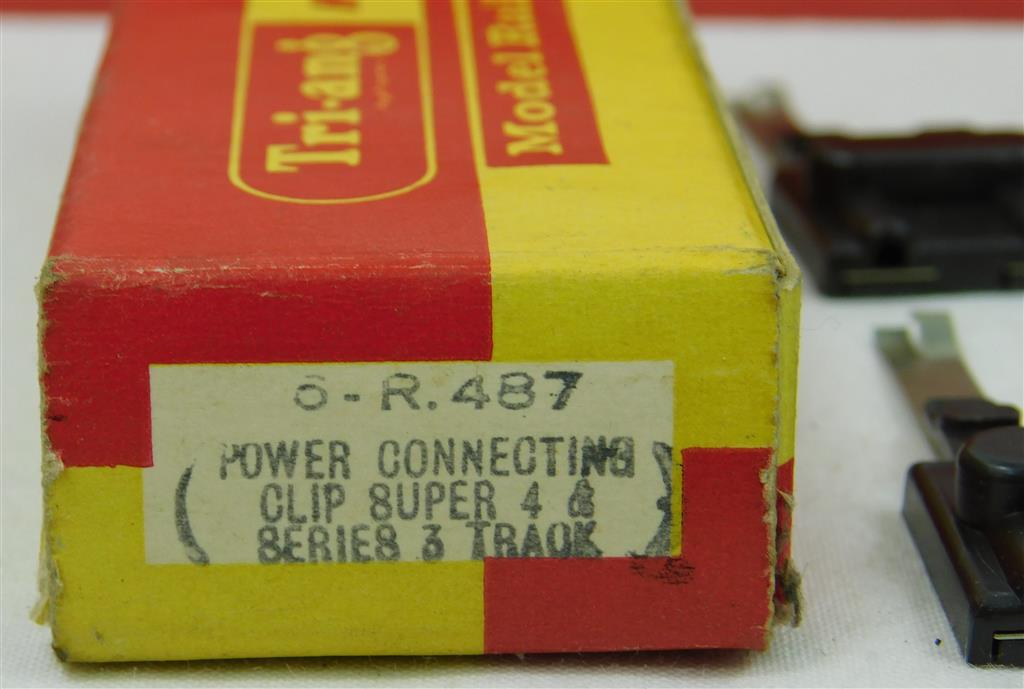 Tri-ang
Model
6-R.487
(POWER CONNECTING
CLIP SUPER 4 &
SERIES 3 TRACK)